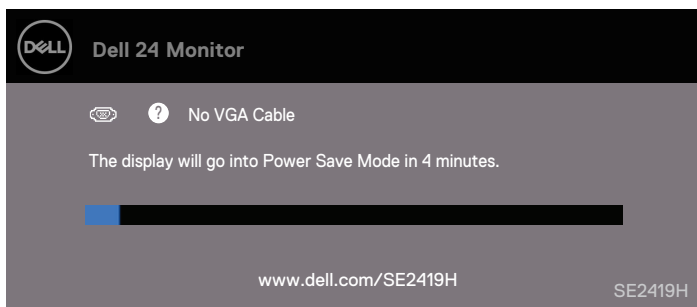 DELL
Dell 24 Monitor
? No VGA Cable
The display will go into Power Save Mode in 4 minutes.
www.dell.com/SE2419H
SE2419H